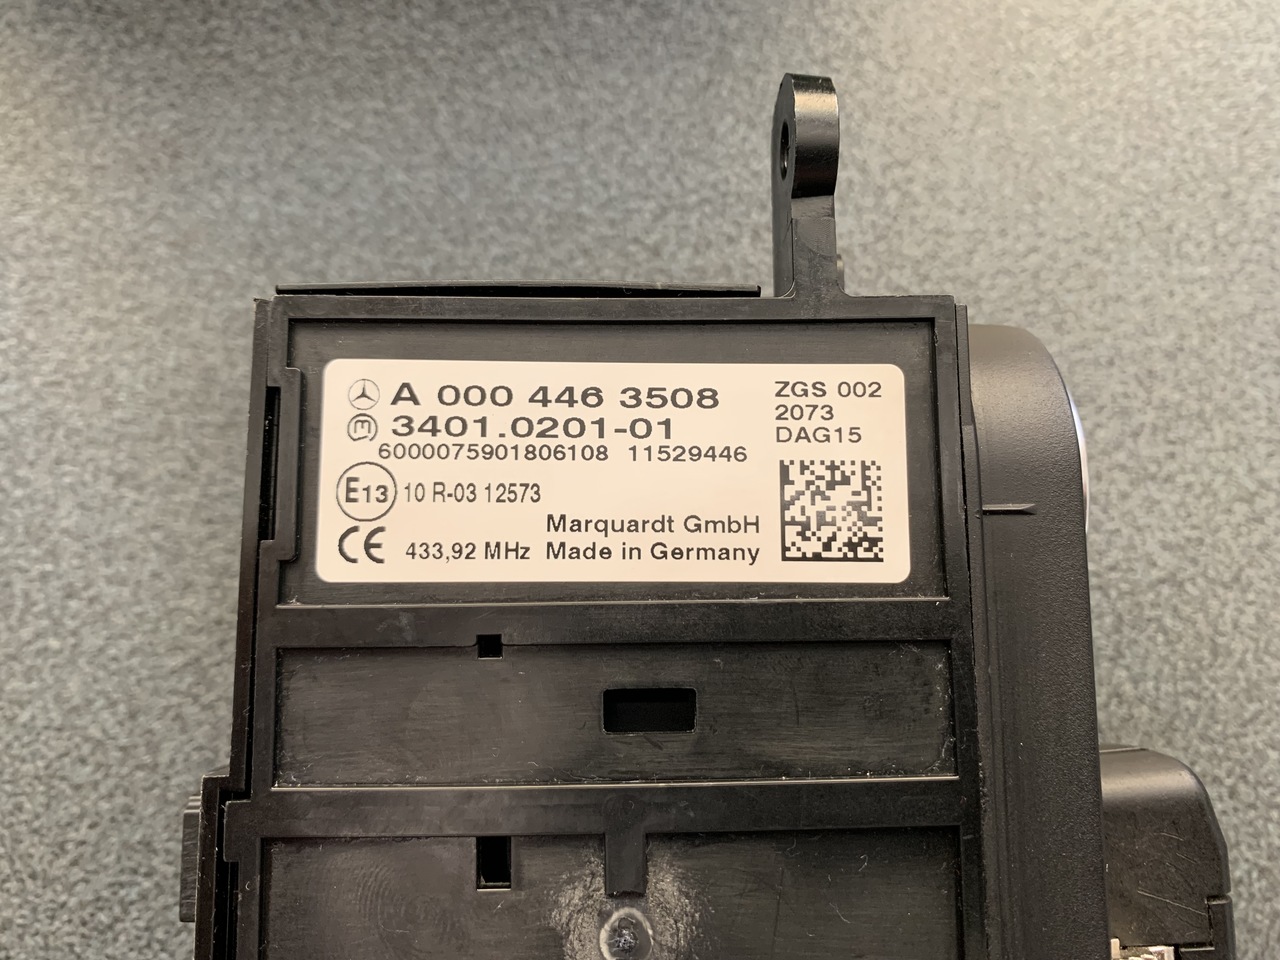 A 000 446 3508
3401.0201-01
6000075901806108 11529446
ZGS 002
2073
DAG15
E13 10 R-03 12573
Marquardt GmbH
CE 433,92 MHz Made in Germany